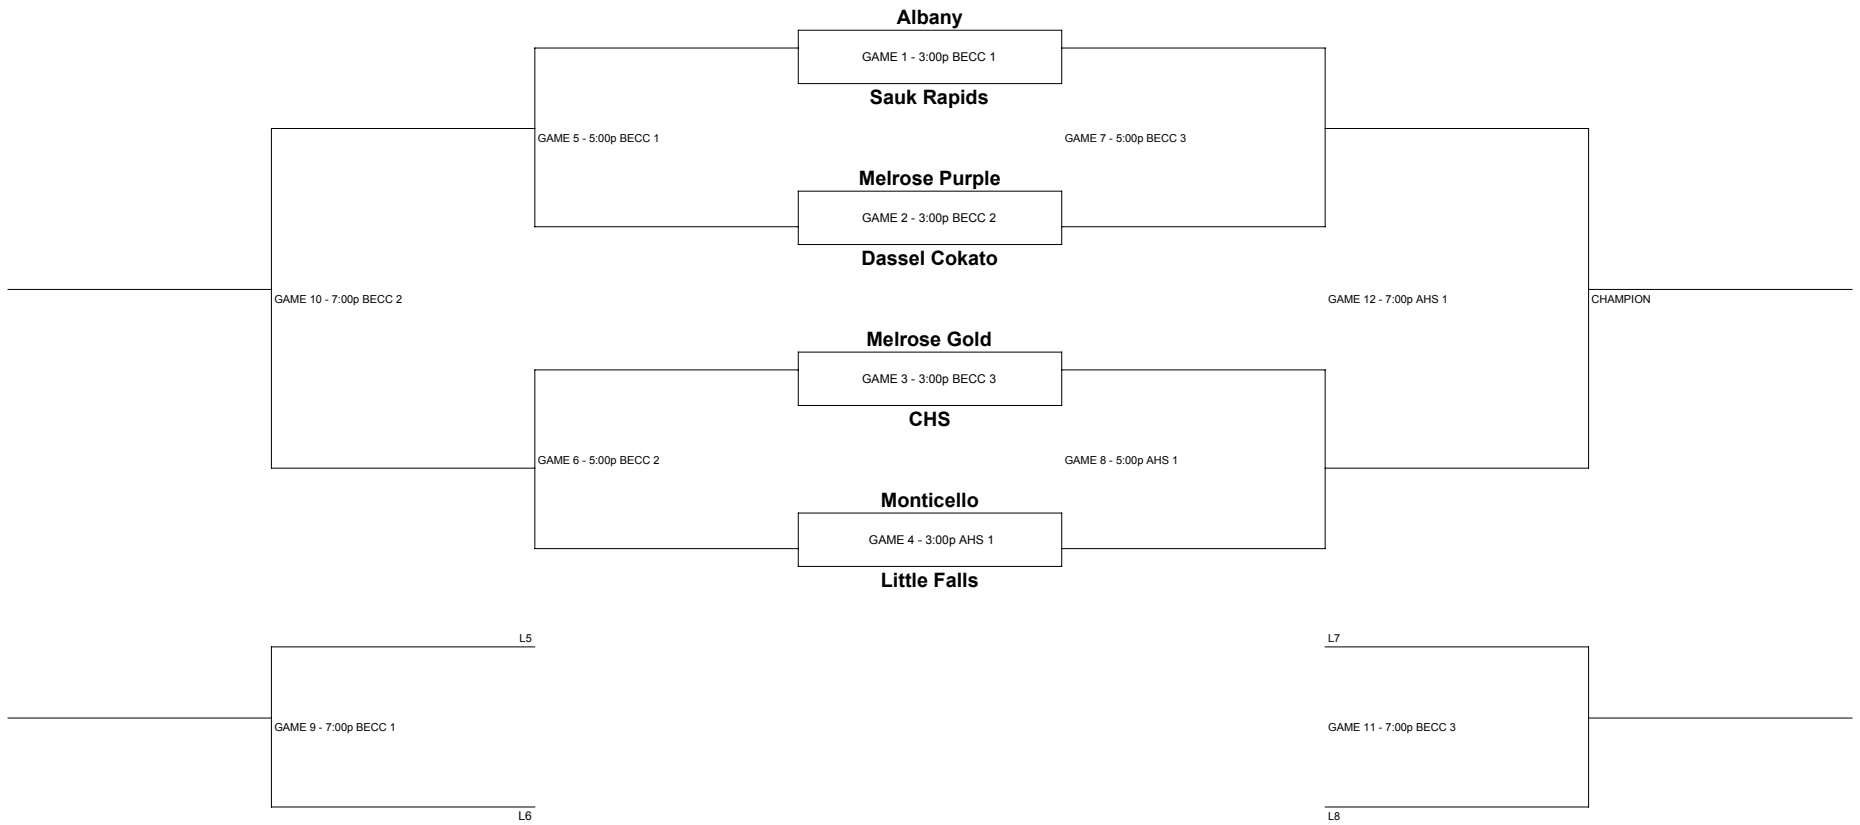 Albany
GAME 1 - 3:00p BECC 1
Sauk Rapids
GAME 5 - 5:00p BECC 1
GAME 7 - 5:00p BECC 3
Melrose Purple
GAME 2 - 3:00p BECC 2
Dassel Cokato
GAME 10 - 7:00p BECC 2
GAME 12 - 7:00p AHS 1
CHAMPION
Melrose Gold
GAME 3 - 3:00p BECC 3
CHS
GAME 6 - 5:00p BECC 2
GAME 8 - 5:00p AHS 1
Monticello
GAME 4 - 3:00p AHS 1
Little Falls
L5
L7
GAME 9 - 7:00p BECC 1
GAME 11 - 7:00p BECC 3
L6
L8